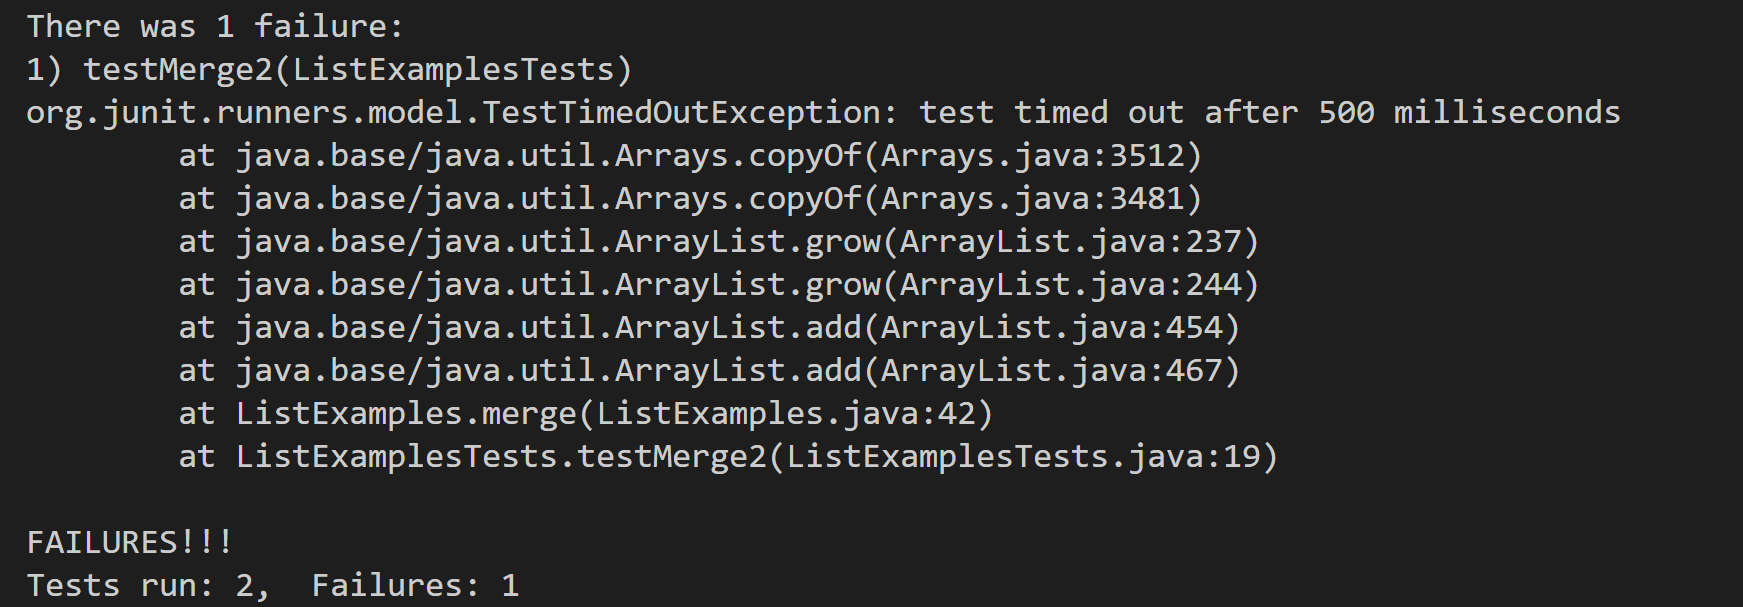 There was 1 failure:
1) testMerge2(ListExamplesTests)
org.junit.runners.model.TestTimedOutException: test timed out after 500 milliseconds
        at java.base/java.util.Arrays.copyOf(Arrays.java:3512)
        at java.base/java.util.Arrays.copyOf(Arrays.java:3481)
        at java.base/java.util.ArrayList.grow(ArrayList.java:237)
        at java.base/java.util.ArrayList.grow(ArrayList.java:244)
        at java.base/java.util.ArrayList.add(ArrayList.java:454)
        at java.base/java.util.ArrayList.add(ArrayList.java:467)
        at ListExamples.merge(ListExamples.java:42)
        at ListExamplesTests.testMerge2(ListExamplesTests.java:19)

FAILURES!!!
Tests run: 2,  Failures: 1